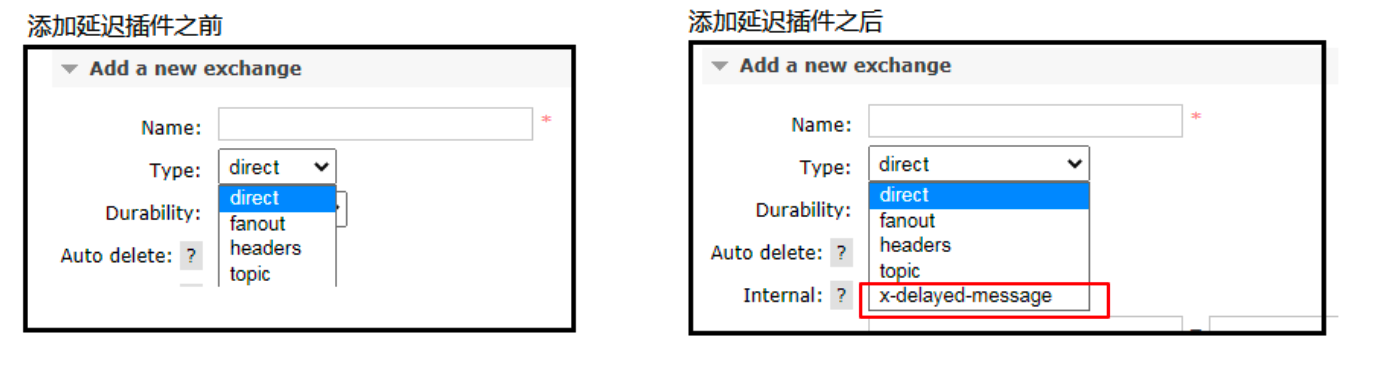 添加延迟插件之前
Add a new exchange
Name:
*
Type:
direct
direct
Durability:
fanout
Auto delete: ?
headers
topic
添加延迟插件之后
Add a new exchange
Name:
*
Type:
direct
direct
Durability:
fanout
Auto delete: ?
headers
topic
Internal: ?
x-delayed-message